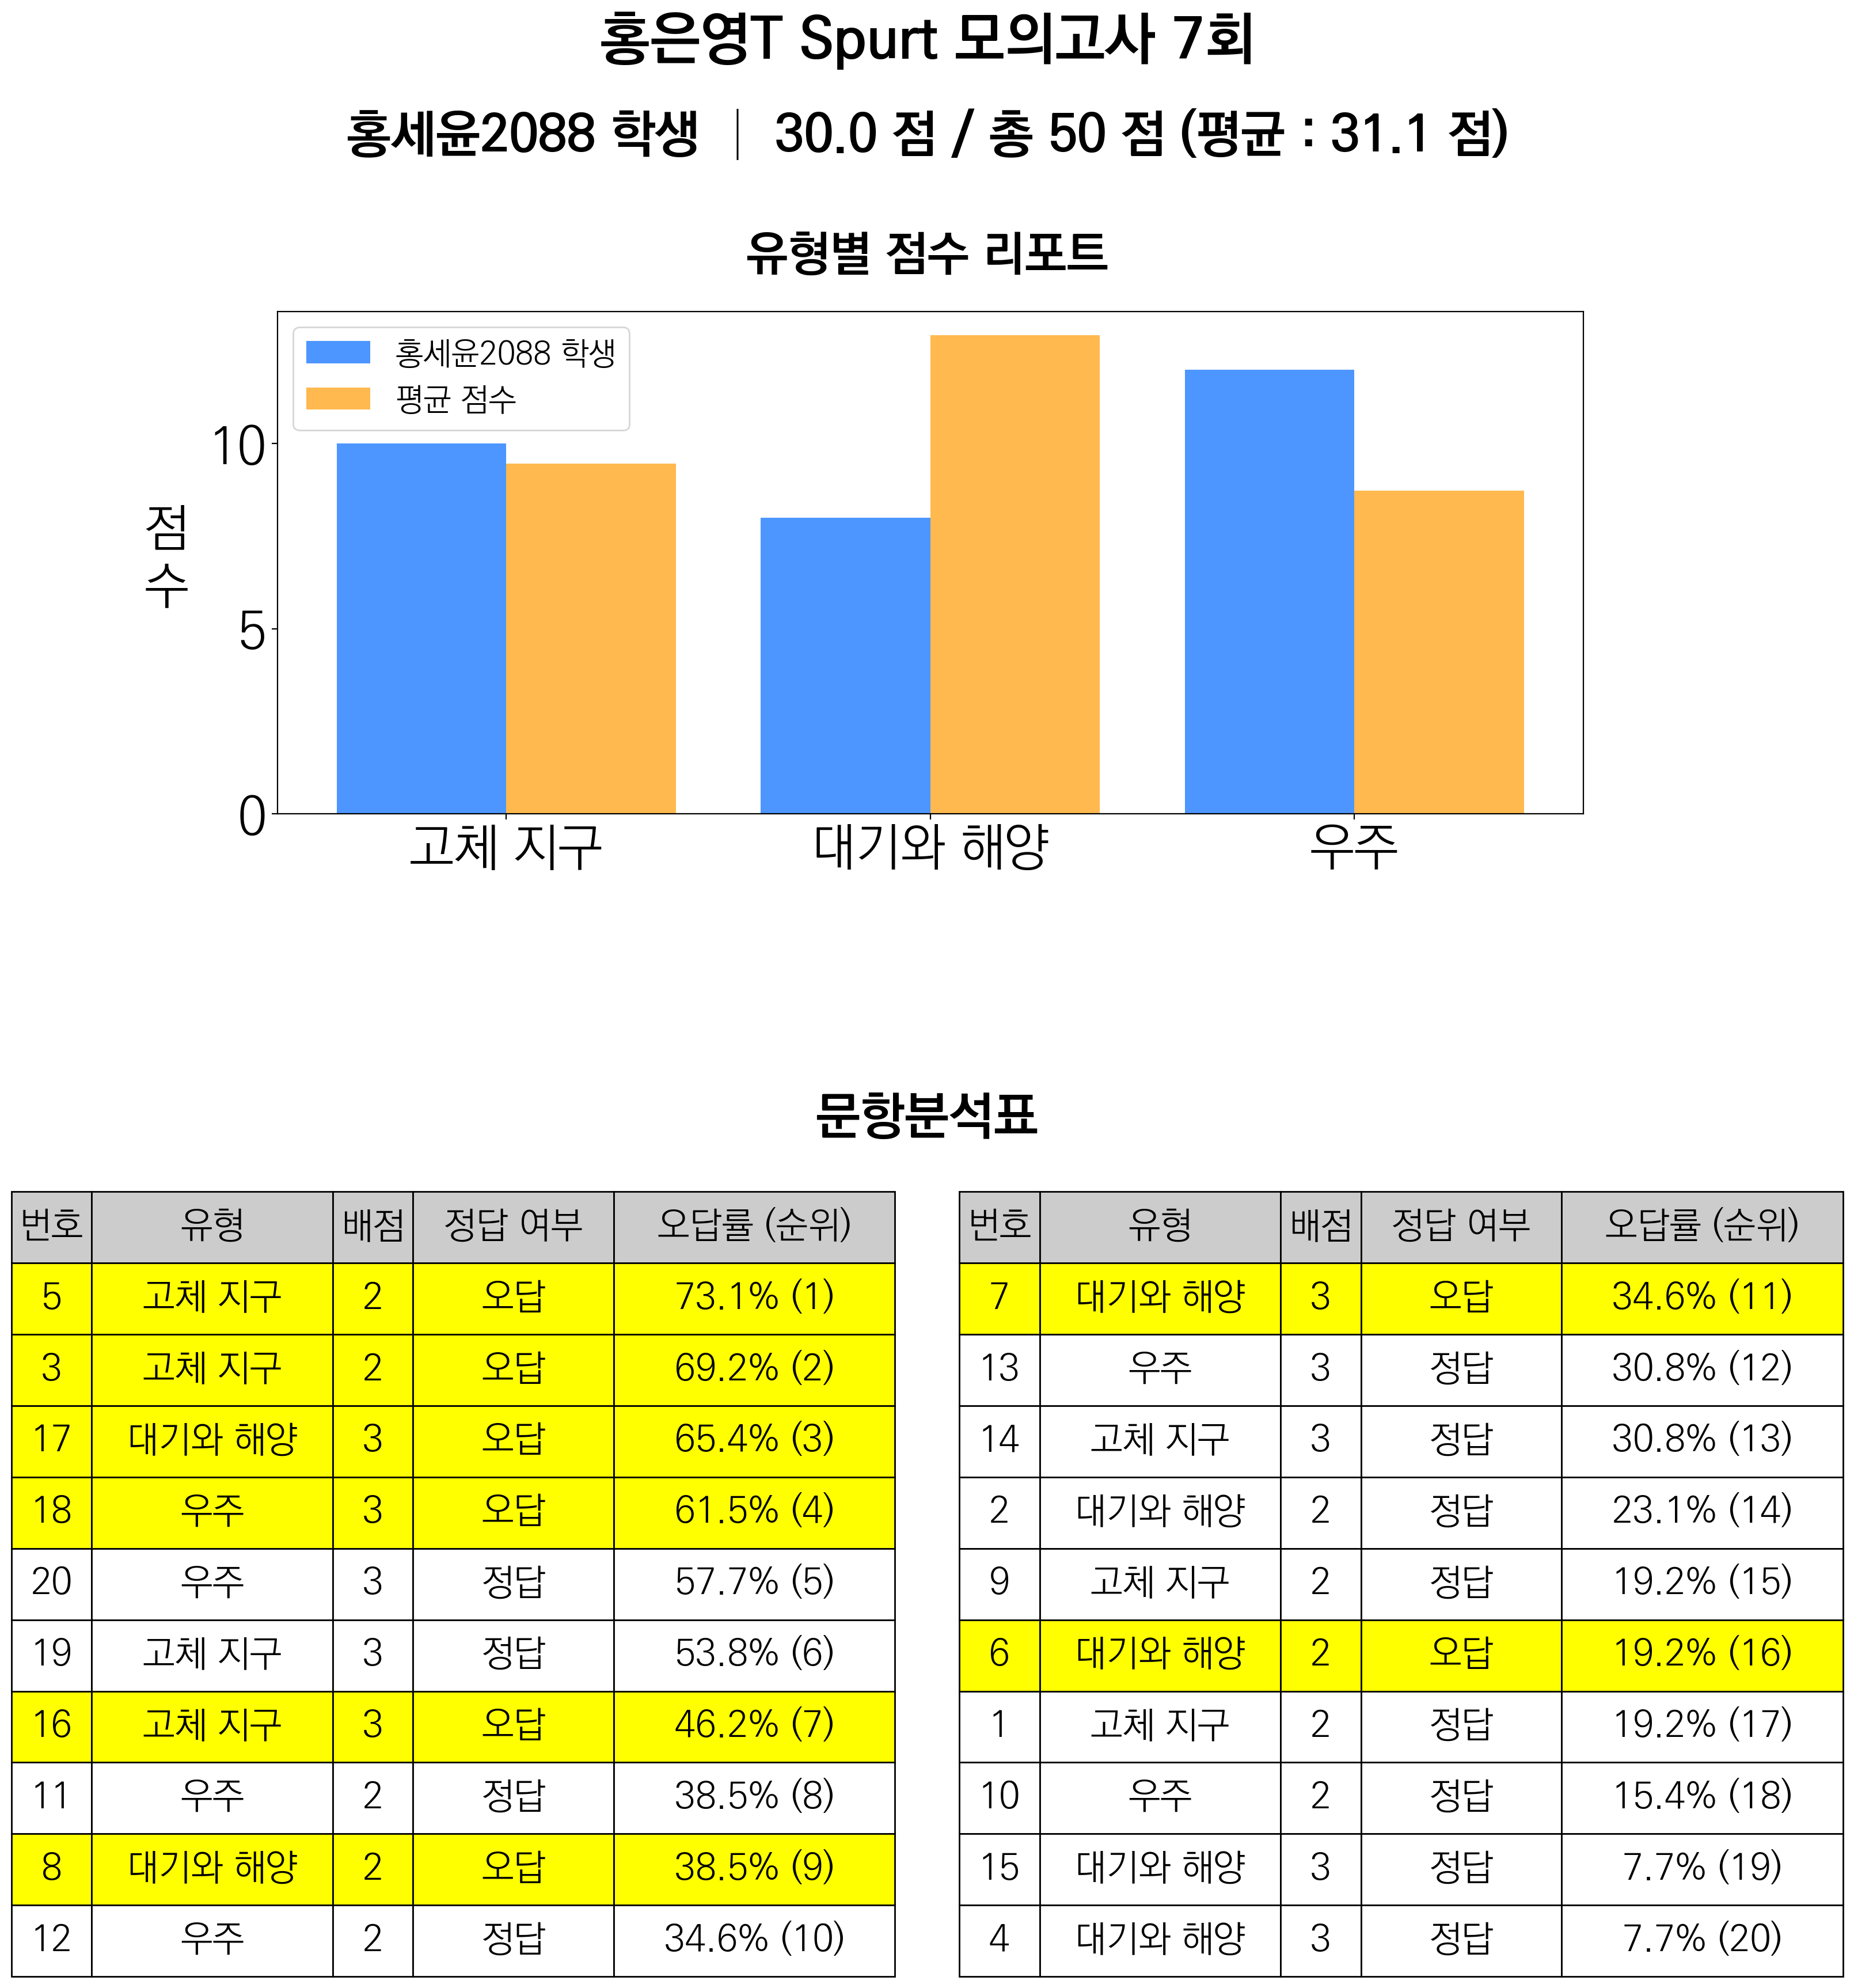 홍은영T Spurt 모의고사 7회
홍세윤2088 학생 | 30.0 점 / 총 50 점 (평균 : 31.1 점)
유형별 점수 리포트
홍세윤2088 학생
평균 점수
점
수
10
5
0
고체 지구 대기와 해양 우주
문항분석표
번호 유형 배점 정답 여부 오답률 (순위)
5 고체 지구 2 오답 73.1% (1)
3 고체 지구 2 오답 69.2% (2)
17 대기와 해양 3 오답 65.4% (3)
18 우주 3 오답 61.5% (4)
20 우주 3 정답 57.7% (5)
19 고체 지구 3 정답 53.8% (6)
16 고체 지구 3 오답 46.2% (7)
11 우주 2 정답 38.5% (8)
8 대기와 해양 2 오답 38.5% (9)
12 우주 2 정답 34.6% (10)
번호 유형 배점 정답 여부 오답률 (순위)
7 대기와 해양 3 오답 34.6% (11)
13 우주 3 정답 30.8% (12)
14 고체 지구 3 정답 30.8% (13)
2 대기와 해양 2 정답 23.1% (14)
9 고체 지구 2 정답 19.2% (15)
6 대기와 해양 2 오답 19.2% (16)
1 고체 지구 2 정답 19.2% (17)
10 우주 2 정답 15.4% (18)
15 대기와 해양 3 정답 7.7% (19)
4 대기와 해양 3 정답 7.7% (20)